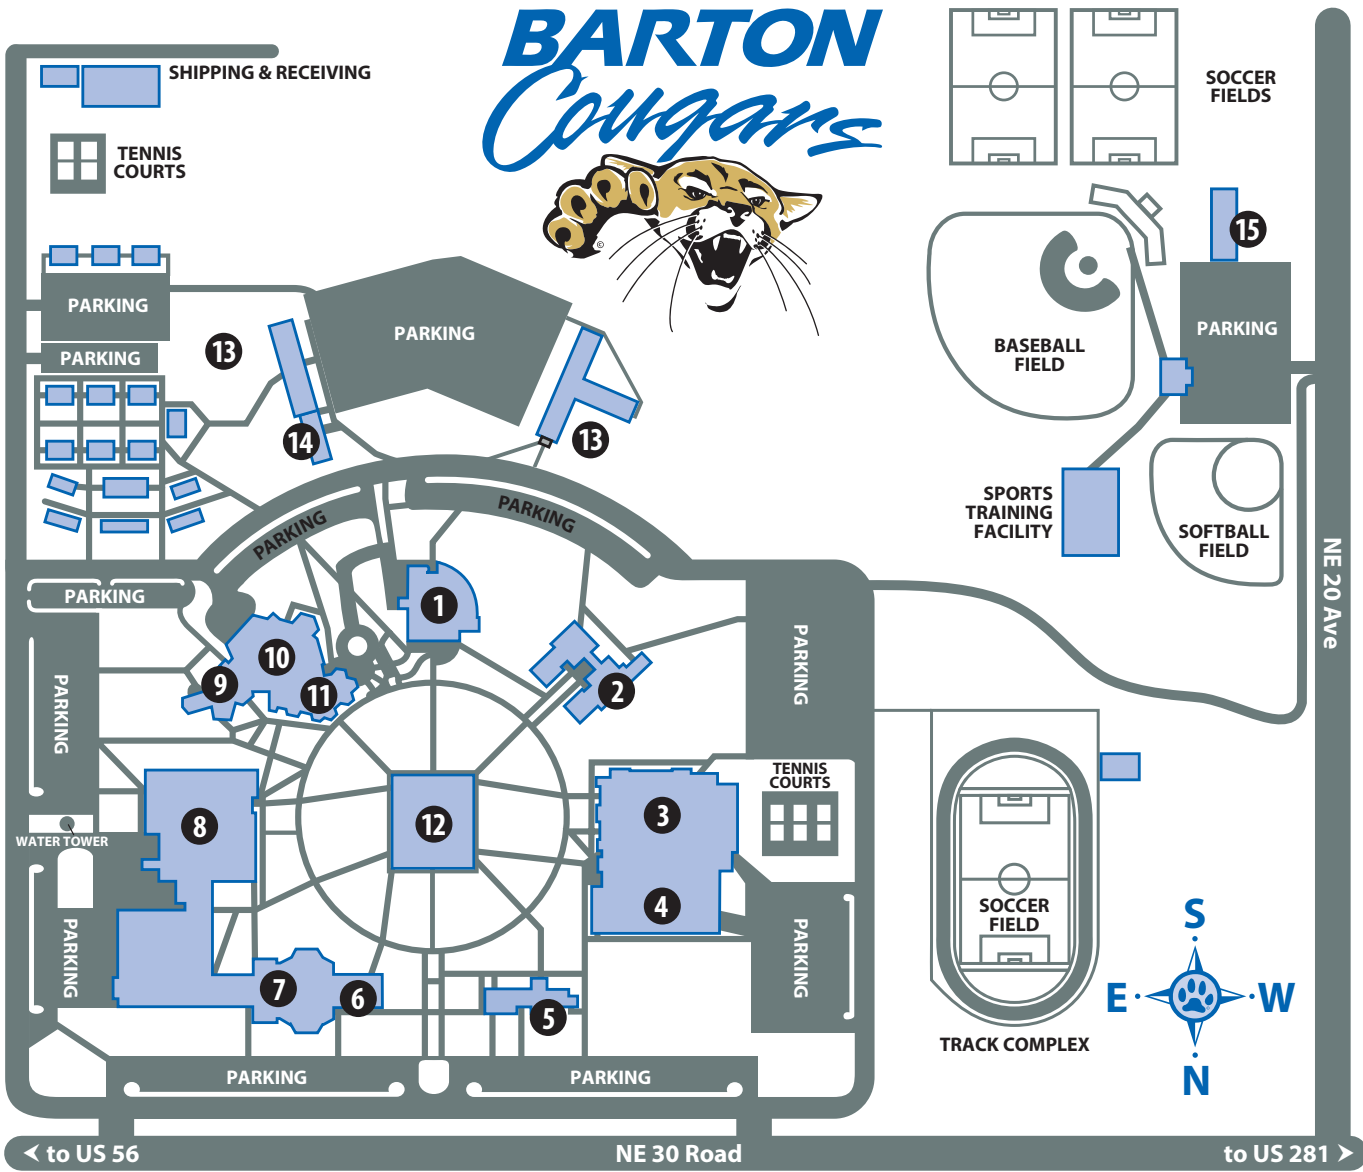 BARTON
Cougars
©
SHIPPING & RECEIVING
TENNIS
COURTS
SOCCER
FIELDS
15
PARKING
PARKING
13
14
PARKING
13
BASEBALL
FIELD
PARKING
SPORTS
TRAINING
FACILITY
SOFTBALL
FIELD
NE 20 Ave
PARKING
PARKING
PARKING
1
2
9
10
11
PARKING
PARKING
TENNIS
COURTS
WATER TOWER
8
12
3
4
PARKING
PARKING
7
6
5
SOCCER
FIELD
TRACK COMPLEX
S
E
W
N
PARKING
PARKING
to US 56
NE 30 Road
to US 281